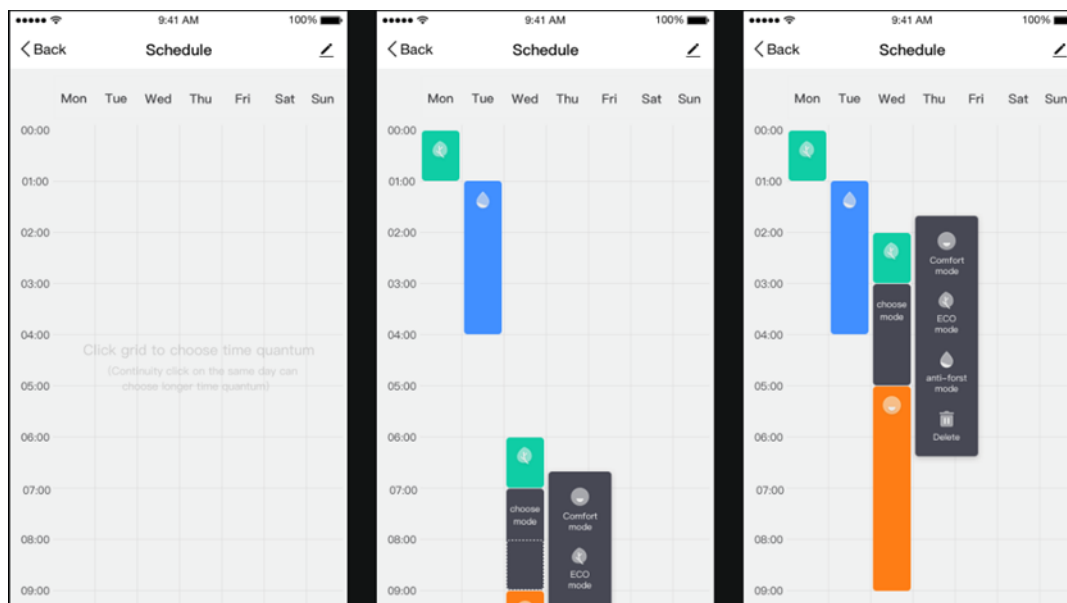 9:41 AM 100%
Back Schedule
Mon Tue Wed Thu Fri Sat Sun
00:00
01:00
02:00
03:00
04:00
Click grid to choose time quantum
(Continuity click on the same day can
choose longer time quantum)
05:00
06:00
07:00
08:00
09:00
9:41 AM 100%
Back Schedule
Mon Tue Wed Thu Fri Sat Sun
00:00
01:00
02:00
03:00
04:00
05:00
06:00
07:00
choose
mode
Comfort
mode
08:00
ECO
mode
09:00
9:41 AM 100%
Back Schedule
Mon Tue Wed Thu Fri Sat Sun
00:00
01:00
02:00
Comfort
mode
03:00
choose
mode
ECO
mode
04:00
05:00
anti-forst
mode
06:00
Delete
07:00
08:00
09:00